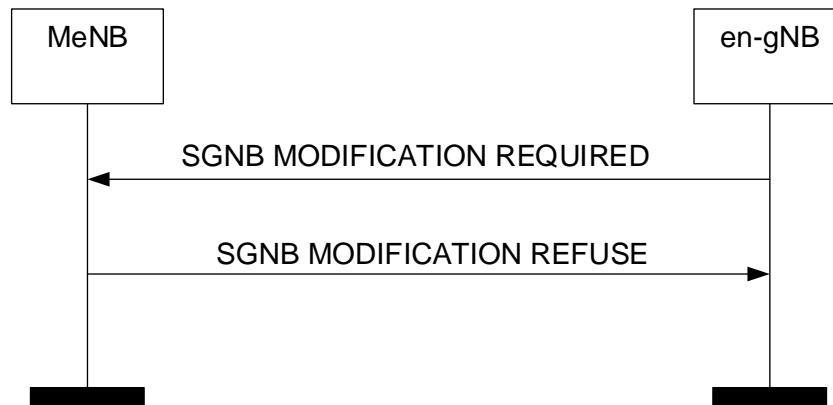 MeNB
en-gNB
SGNB MODIFICATION REQUIRED
SGNB MODIFICATION REFUSE